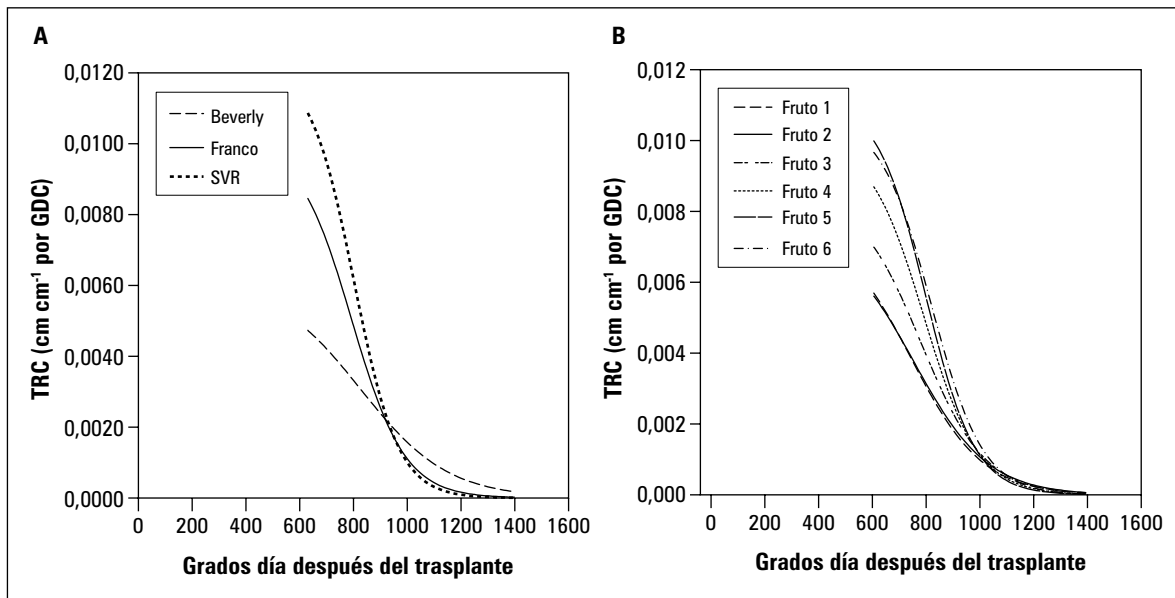 A
0,0120
0,0100
0,0080
0,0060
0,0040
0,0020
0,0000
TRC (cm cm⁻¹ por GDC)
Beverly
Franco
SVR
0 200 400 600 800 1000 1200 1400 1600
Grados día después del trasplante
B
0,012
0,010
0,008
0,006
0,004
0,002
0,000
TRC (cm cm⁻¹ por GDC)
Fruto 1
Fruto 2
Fruto 3
Fruto 4
Fruto 5
Fruto 6
0 200 400 600 800 1000 1200 1400 1600
Grados día después del trasplante